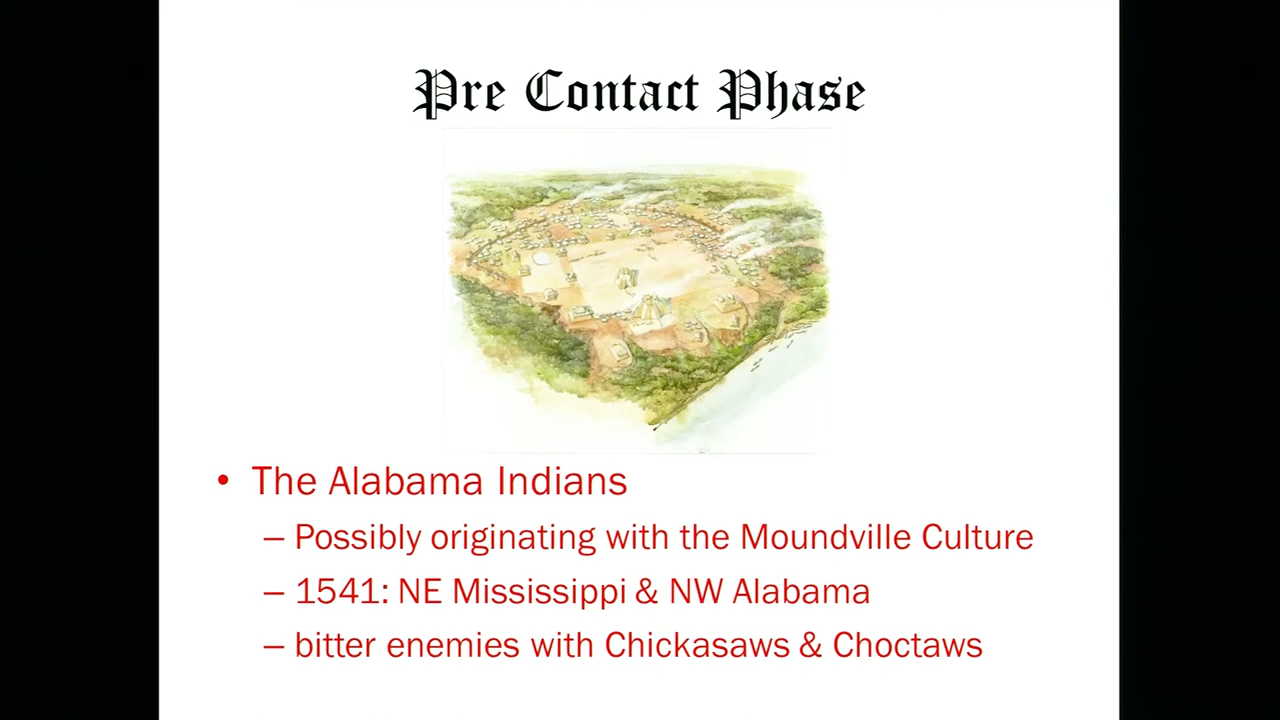 Pre Contact Phase
• The Alabama Indians
– Possibly originating with the Moundville Culture
– 1541: NE Mississippi & NW Alabama
– bitter enemies with Chickasaws & Choctaws